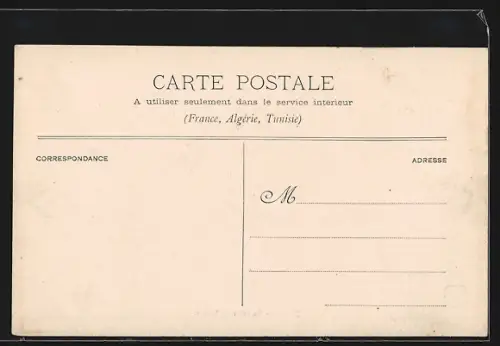 CARTE POSTALE
A utiliser seulement dans le service intérieur
(France, Algérie, Tunisie)
CORRESPONDANCE
ADRESSE
M